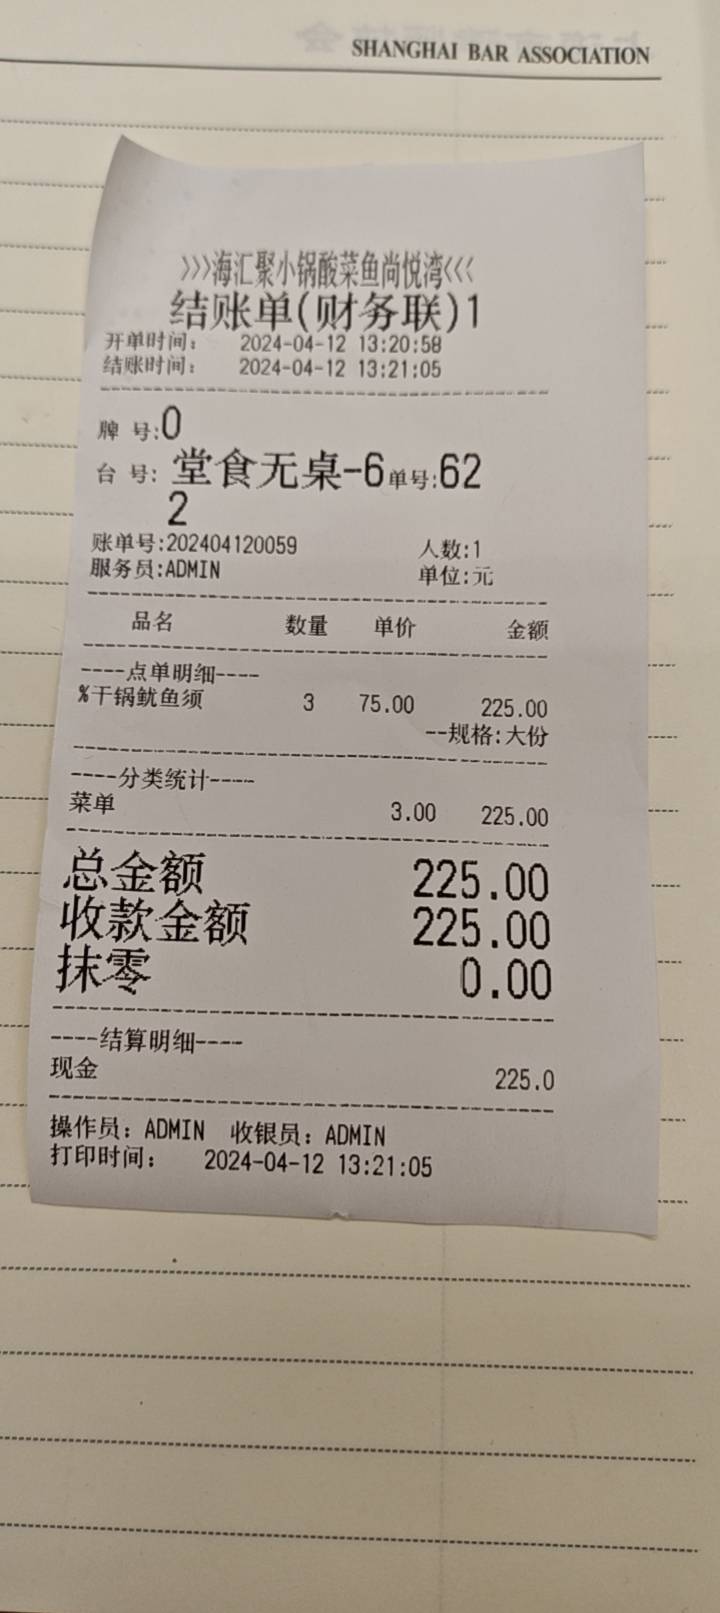 SHANGHAI BAR ASSOCIATION
>>>海汇聚小锅酸菜鱼尚悦湾<<<
结账单(财务联)1
开单时间: 2024-04-12 13:20:58
结账时间: 2024-04-12 13:21:05
牌 号:0
台 号: 堂食无桌-6 单号:62
2
账单号:202404120059 人数:1
服务员:ADMIN 单位:元
品名 数量 单价 金额
----点单明细----
%干锅鱿鱼须 3 75.00 225.00
--规格:大份
----分类统计----
菜单 3.00 225.00
总金额 225.00
收款金额 225.00
抹零 0.00
----结算明细----
现金 225.0
操作员: ADMIN 收银员: ADMIN
打印时间: 2024-04-12 13:21:05